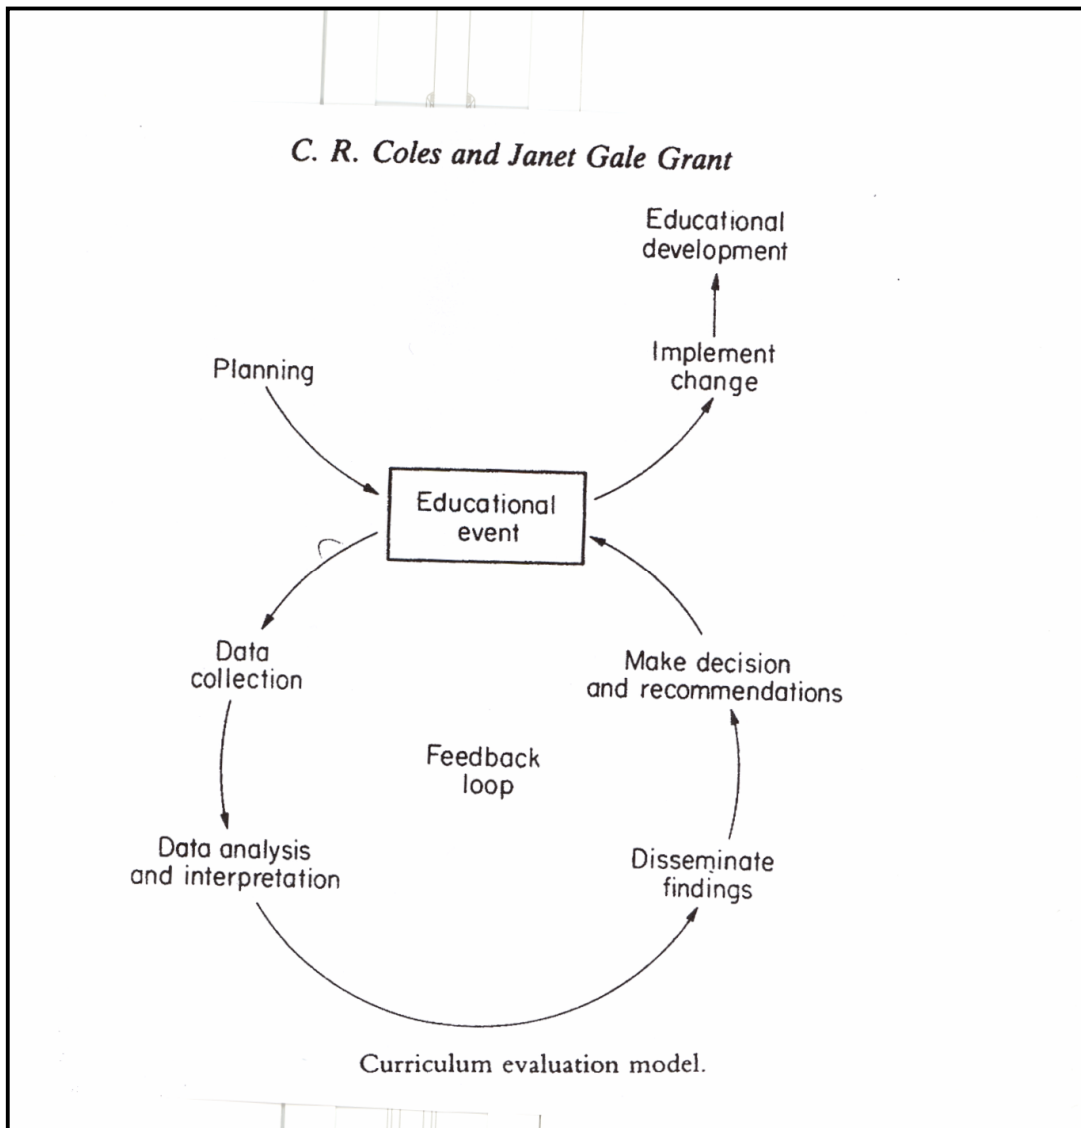 C. R. Coles and Janet Gale Grant
Educational
development
Implement
change
Planning
Educational
event
Data
collection
Make decision
and recommendations
Feedback
loop
Data analysis
and interpretation
Disseminate
findings
Curriculum evaluation model.